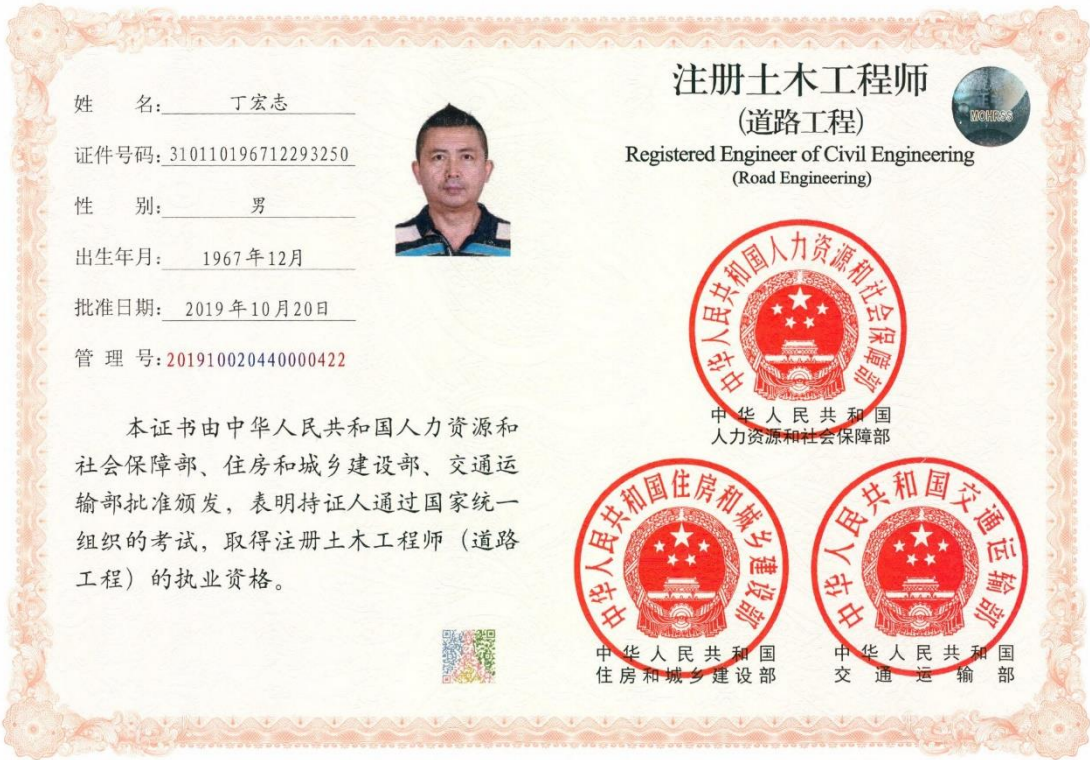 姓 名: 丁宏志
证件号码: 310110196712293250
性 别: 男
出生年月: 1967年12月
批准日期: 2019年10月20日
管 理 号: 201910020440000422
本证书由中华人民共和国人力资源和
社会保障部、住房和城乡建设部、交通运
输部批准颁发，表明持证人通过国家统一
组织的考试，取得注册土木工程师（道路
工程）的执业资格。
注册土木工程师
(道路工程)
Registered Engineer of Civil Engineering
(Road Engineering)
MOHRSS
中华人民共和国人力资源和社会保障部
中华人民共和国
人力资源和社会保障部
中华人民共和国住房和城乡建设部
中华人民共和国
住房和城乡建设部
中华人民共和国交通运输部
中华人民共和国
交通运输部